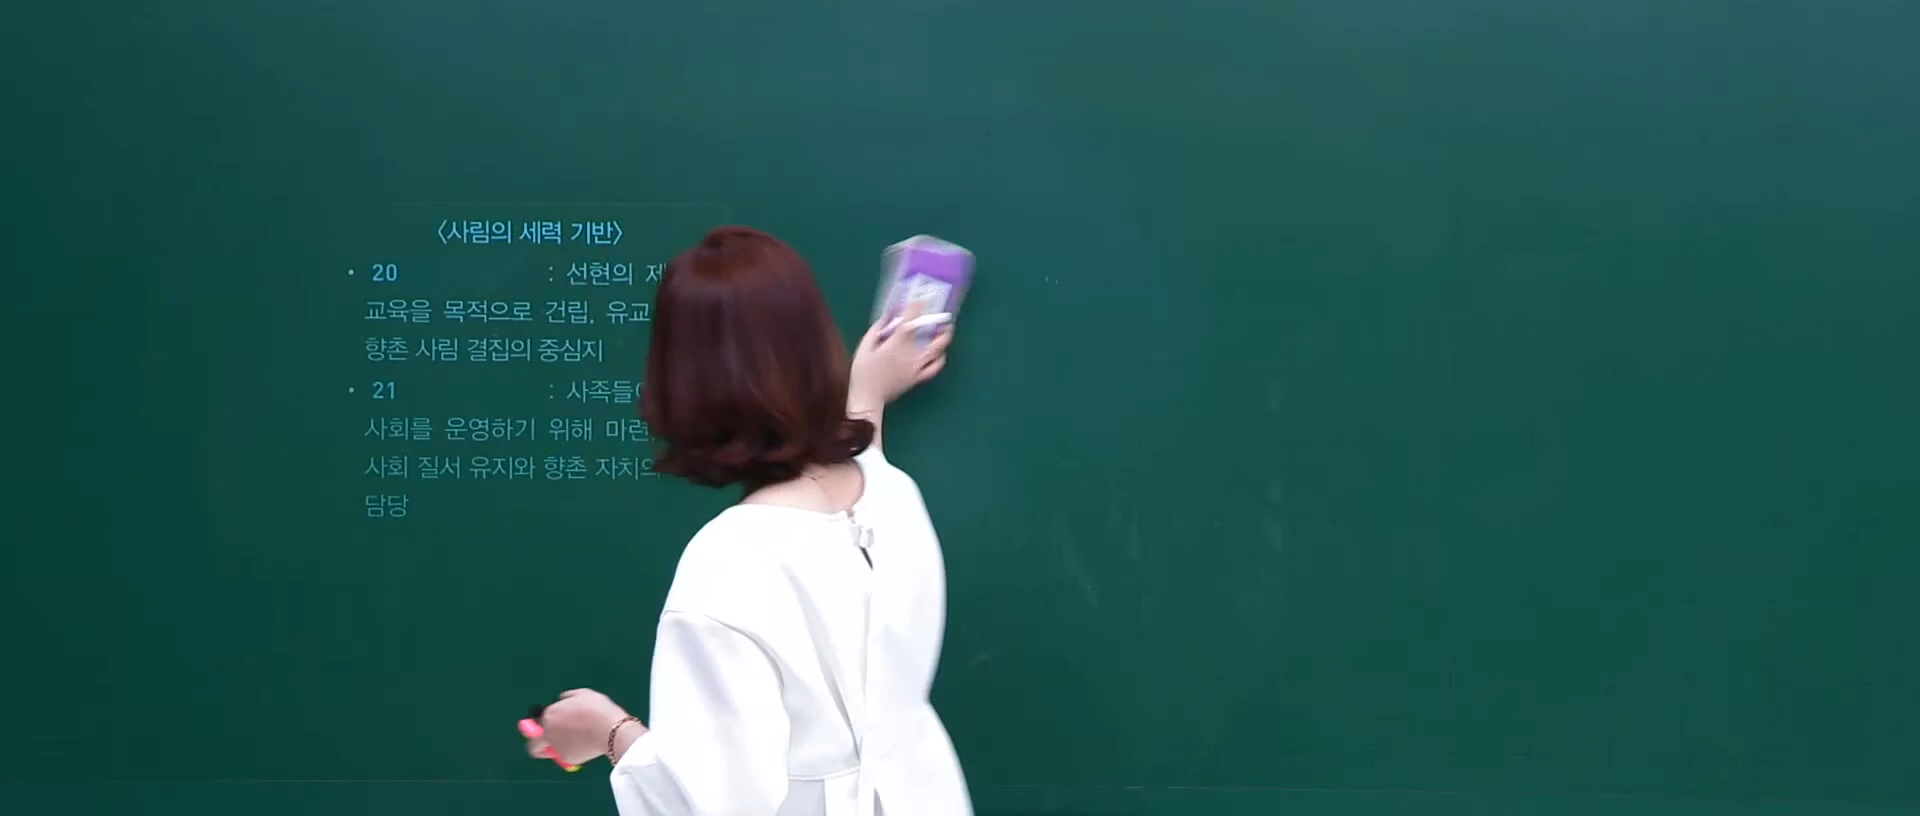 〈사림의 세력 기반〉
• 20 : 선현의
교육을 목적으로 건립, 유교
향촌 사림 결집의 중심지
• 21 : 사족들
사회를 운영하기 위해
사회 질서 유지와 향촌 자치
담당